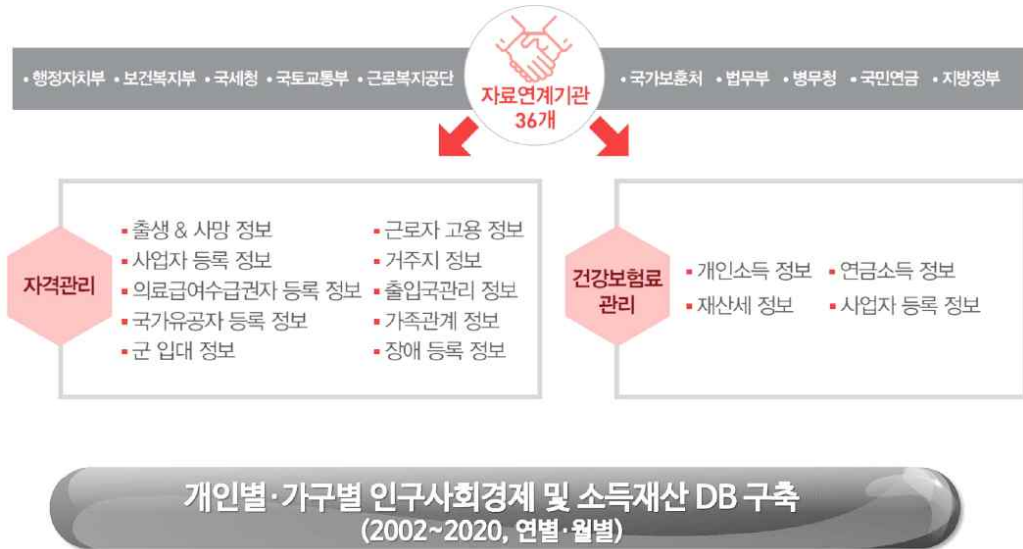 • 행정자치부 • 보건복지부 • 국세청 • 국토교통부 • 근로복지공단
자료연계기관
36개
• 국가보훈처 • 법무부 • 병무청 • 국민연금 • 지방정부
자격관리
▪ 출생 & 사망 정보
▪ 사업자 등록 정보
▪ 의료급여수급권자 등록 정보
▪ 국가유공자 등록 정보
▪ 군 입대 정보
▪ 근로자 고용 정보
▪ 거주지 정보
▪ 출입국관리 정보
▪ 가족관계 정보
▪ 장애 등록 정보
건강보험료
관리
▪ 개인소득 정보 ▪ 연금소득 정보
▪ 재산세 정보 ▪ 사업자 등록 정보
개인별·가구별 인구사회경제 및 소득재산 DB 구축
(2002~2020, 연별·월별)